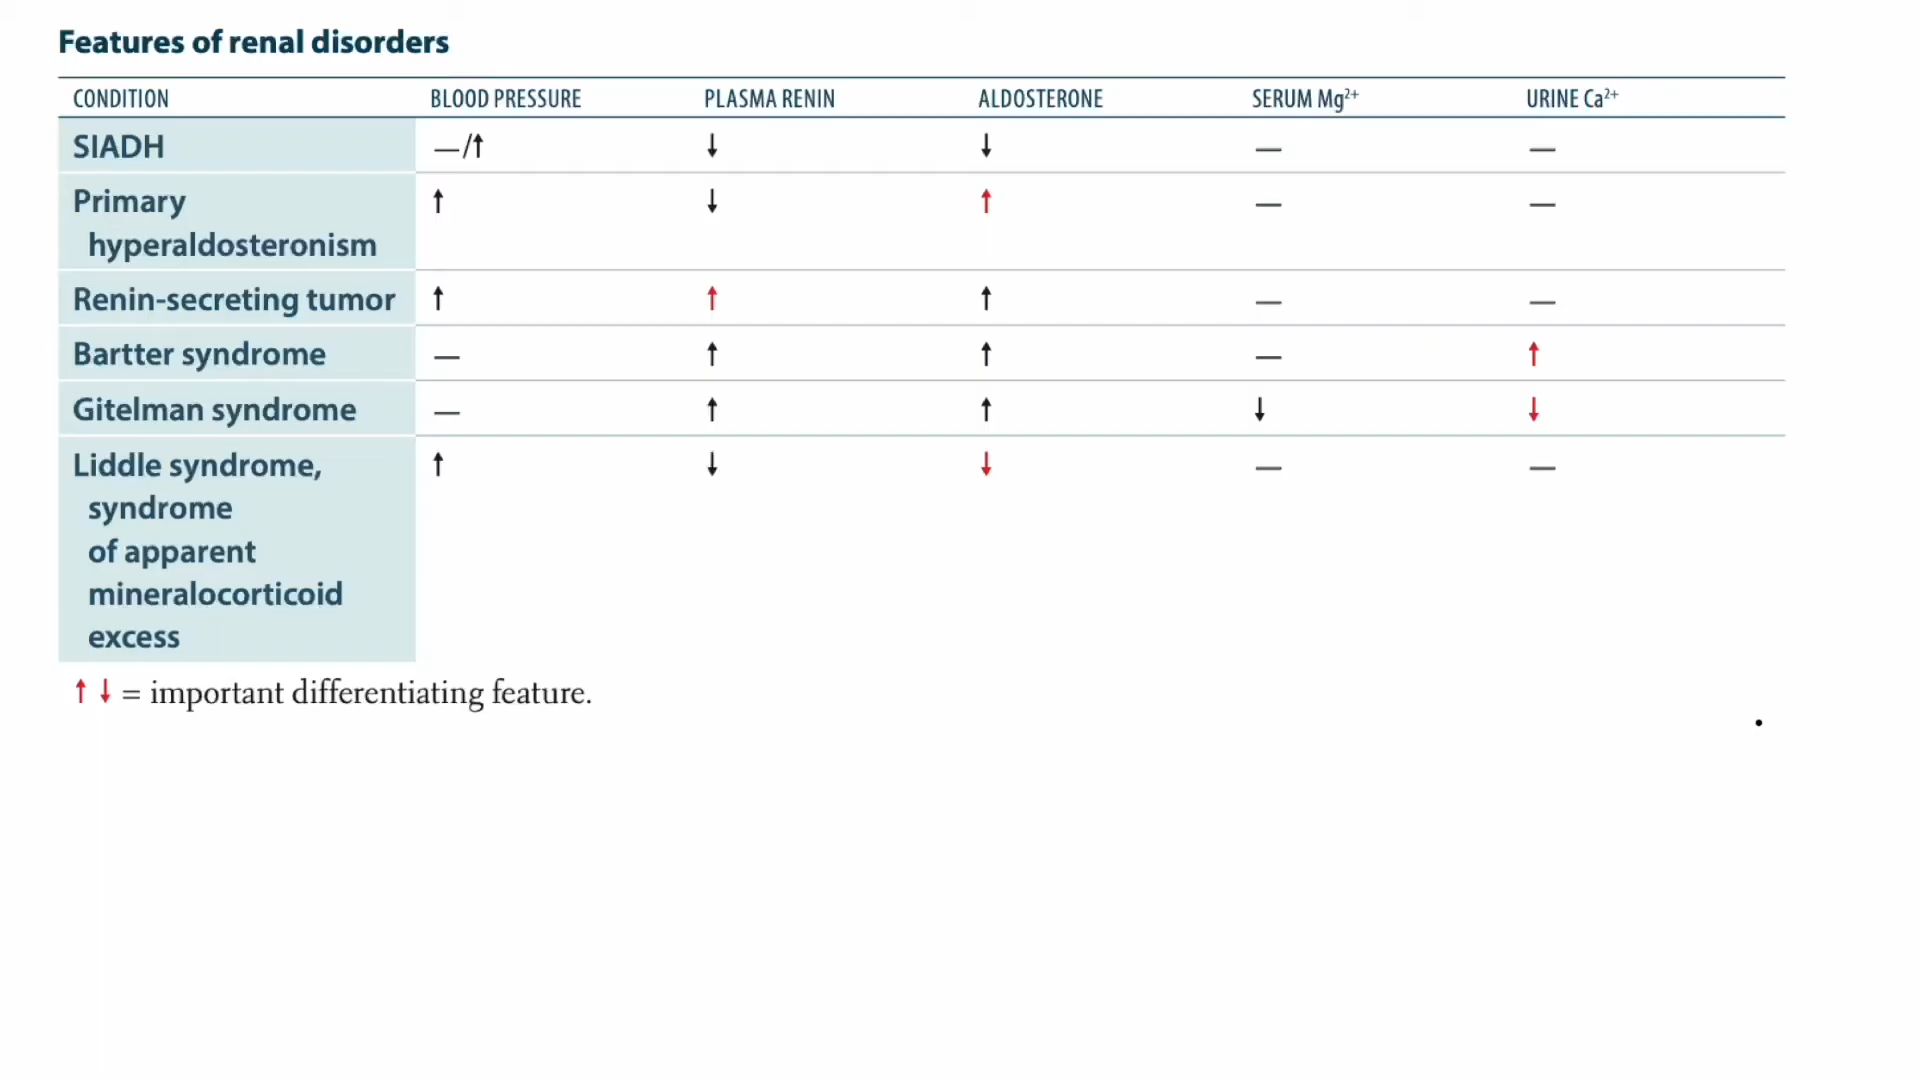 Features of renal disorders
CONDITION BLOOD PRESSURE PLASMA RENIN ALDOSTERONE SERUM Mg²⁺ URINE Ca²⁺
SIADH —/↑ ↓ ↓ — —
Primary ↑ ↓ ↑ — —
hyperaldosteronism
Renin-secreting tumor ↑ ↑ ↑ — —
Bartter syndrome — ↑ ↑ — ↑
Gitelman syndrome — ↑ ↑ ↓ ↓
Liddle syndrome, ↑ ↓ ↓ — —
syndrome
of apparent
mineralocorticoid
excess
↑ ↓ = important differentiating feature.